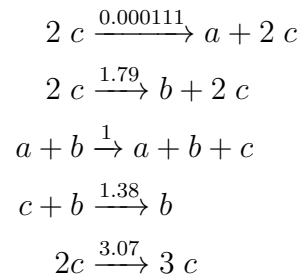 2 c \xrightarrow{0.000111} a + 2 c
2 c \xrightarrow{1.79} b + 2 c
a + b \xrightarrow{1} a + b + c
c + b \xrightarrow{1.38} b
2c \xrightarrow{3.07} 3 c